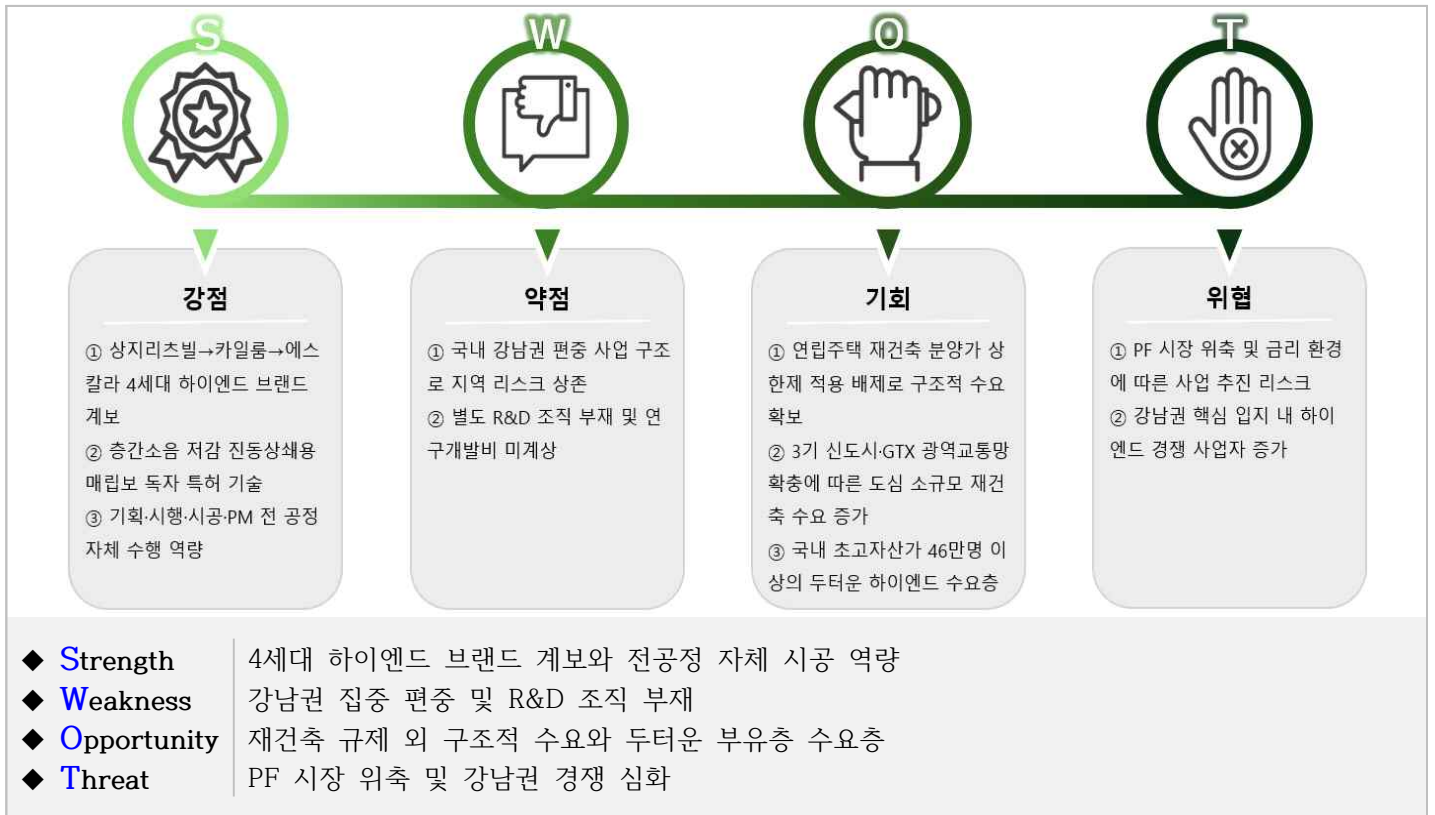 S
W
O
T
강점
① 상지리츠빌→카일룸→에스
칼라 4세대 하이엔드 브랜드
계보
② 층간소음 저감 진동상쇄용
매립보 독자 특허 기술
③ 기획·시행·시공·PM 전 공정
자체 수행 역량
약점
① 국내 강남권 편중 사업 구조
로 지역 리스크 상존
② 별도 R&D 조직 부재 및 연
구개발비 미계상
기회
① 연립주택 재건축 분양가 상
한제 적용 배제로 구조적 수요
확보
② 3기 신도시·GTX 광역교통망
확충에 따른 도심 소규모 재건
축 수요 증가
③ 국내 초고자산가 46만명 이
상의 두터운 하이엔드 수요층
위협
① PF 시장 위축 및 금리 환경
에 따른 사업 추진 리스크
② 강남권 핵심 입지 내 하이
엔드 경쟁 사업자 증가
◆ Strength 4세대 하이엔드 브랜드 계보와 전공정 자체 시공 역량
◆ Weakness 강남권 집중 편중 및 R&D 조직 부재
◆ Opportunity 재건축 규제 외 구조적 수요와 두터운 부유층 수요층
◆ Threat PF 시장 위축 및 강남권 경쟁 심화